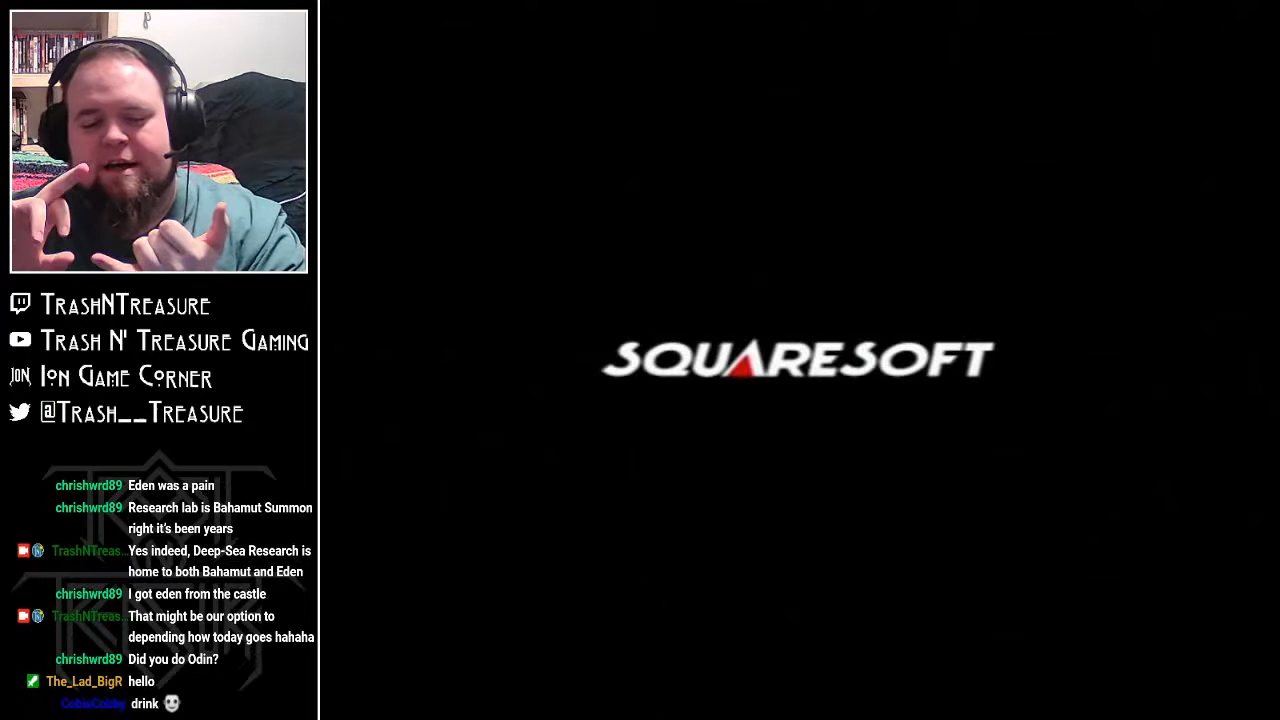 TrashNTreasure
Trash N' Treasure Gaming
Ion Game Corner
@Trash__Treasure
chrishwrd89 Eden was a pain
chrishwrd89 Research lab is Bahamut Summon
right it's been years
TrashNTreas... Yes indeed, Deep-Sea Research is
home to both Bahamut and Eden
chrishwrd89 I got eden from the castle
TrashNTreas... That might be our option to
depending how today goes hahaha
chrishwrd89 Did you do Odin?
The_Lad_BigR hello
drink
SQUARESOFT